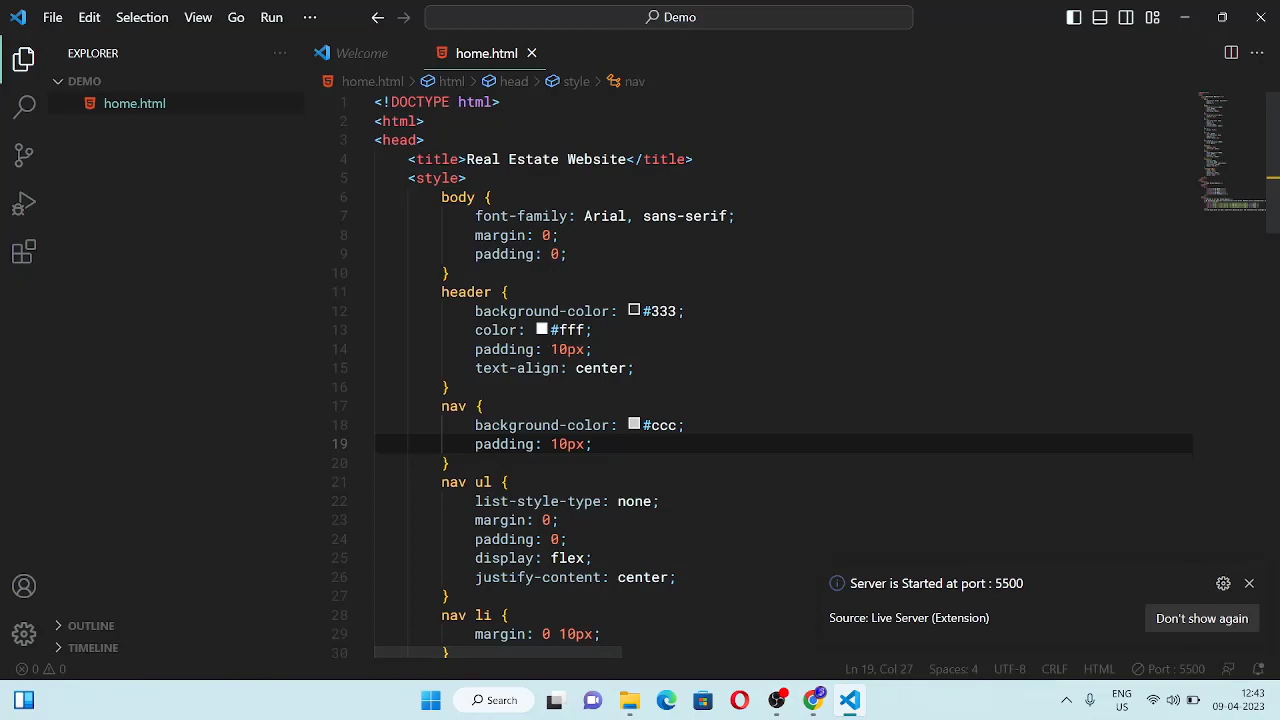 File Edit Selection View Go Run ··· Demo
EXPLORER ···
Welcome home.html
DEMO
home.html
home.html > html > head > style > nav
1 <!DOCTYPE html>
2 <html>
3 <head>
4 <title>Real Estate Website</title>
5 <style>
6 body {
7 font-family: Arial, sans-serif;
8 margin: 0;
9 padding: 0;
10 }
11 header {
12 background-color: #333;
13 color: #fff;
14 padding: 10px;
15 text-align: center;
16 }
17 nav {
18 background-color: #ccc;
19 padding: 10px;
20 }
21 nav ul {
22 list-style-type: none;
23 margin: 0;
24 padding: 0;
25 display: flex;
26 justify-content: center;
27 }
28 nav li {
29 margin: 0 10px;
30 }
Server is Started at port : 5500
Source: Live Server (Extension)
Don't show again
OUTLINE
TIMELINE
0 0
Ln 19, Col 27 Spaces: 4 UTF-8 CRLF HTML Port : 5500
Search
ENG
US
12:43
09-04-2023